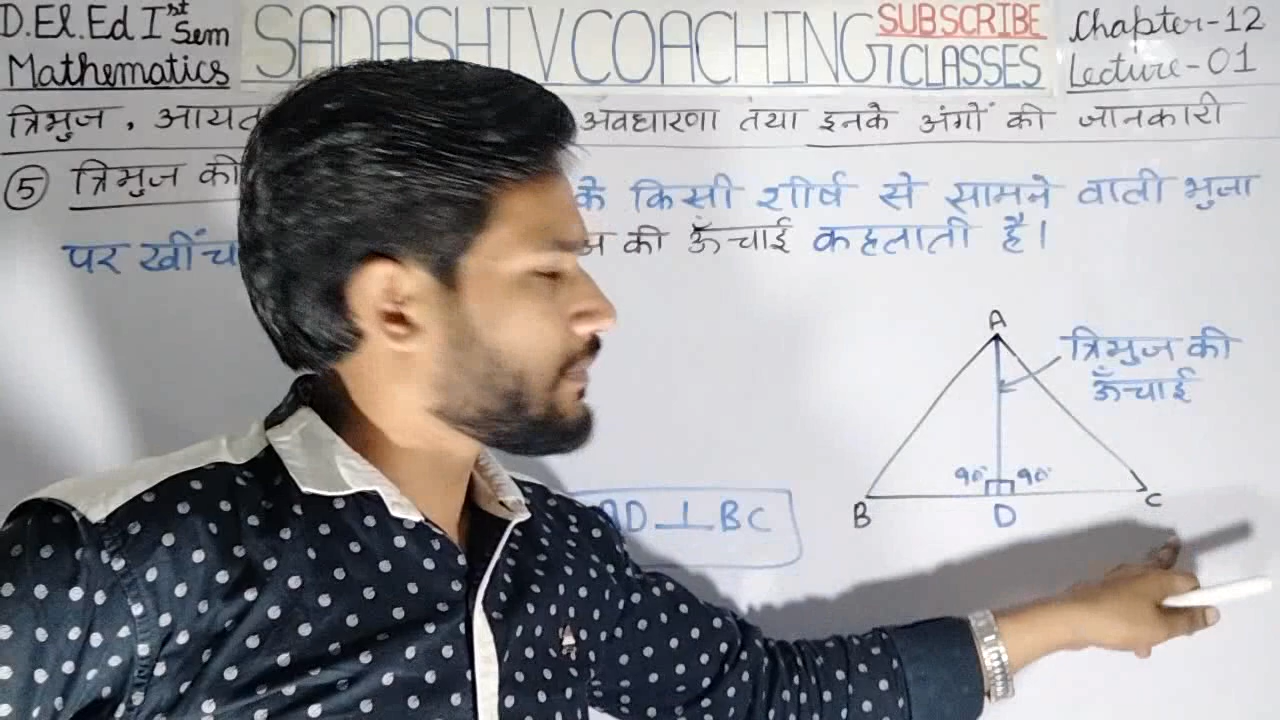 D.El.Ed Ist Sem
Mathematics
SADASHIV COACHING CLASSES
SUBSCRIBE
Chapter-12
Lecture-01
त्रिभुज, आयत अवधारणा तथा इनके अंगों की जानकारी
⑤ त्रिभुज की के किसी शीर्ष से सामने वाली भुजा
पर खींच की ऊँचाई कहलाती है।
A
त्रिभुज की
ऊँचाई
90° 90°
B D C
AD ⊥ BC